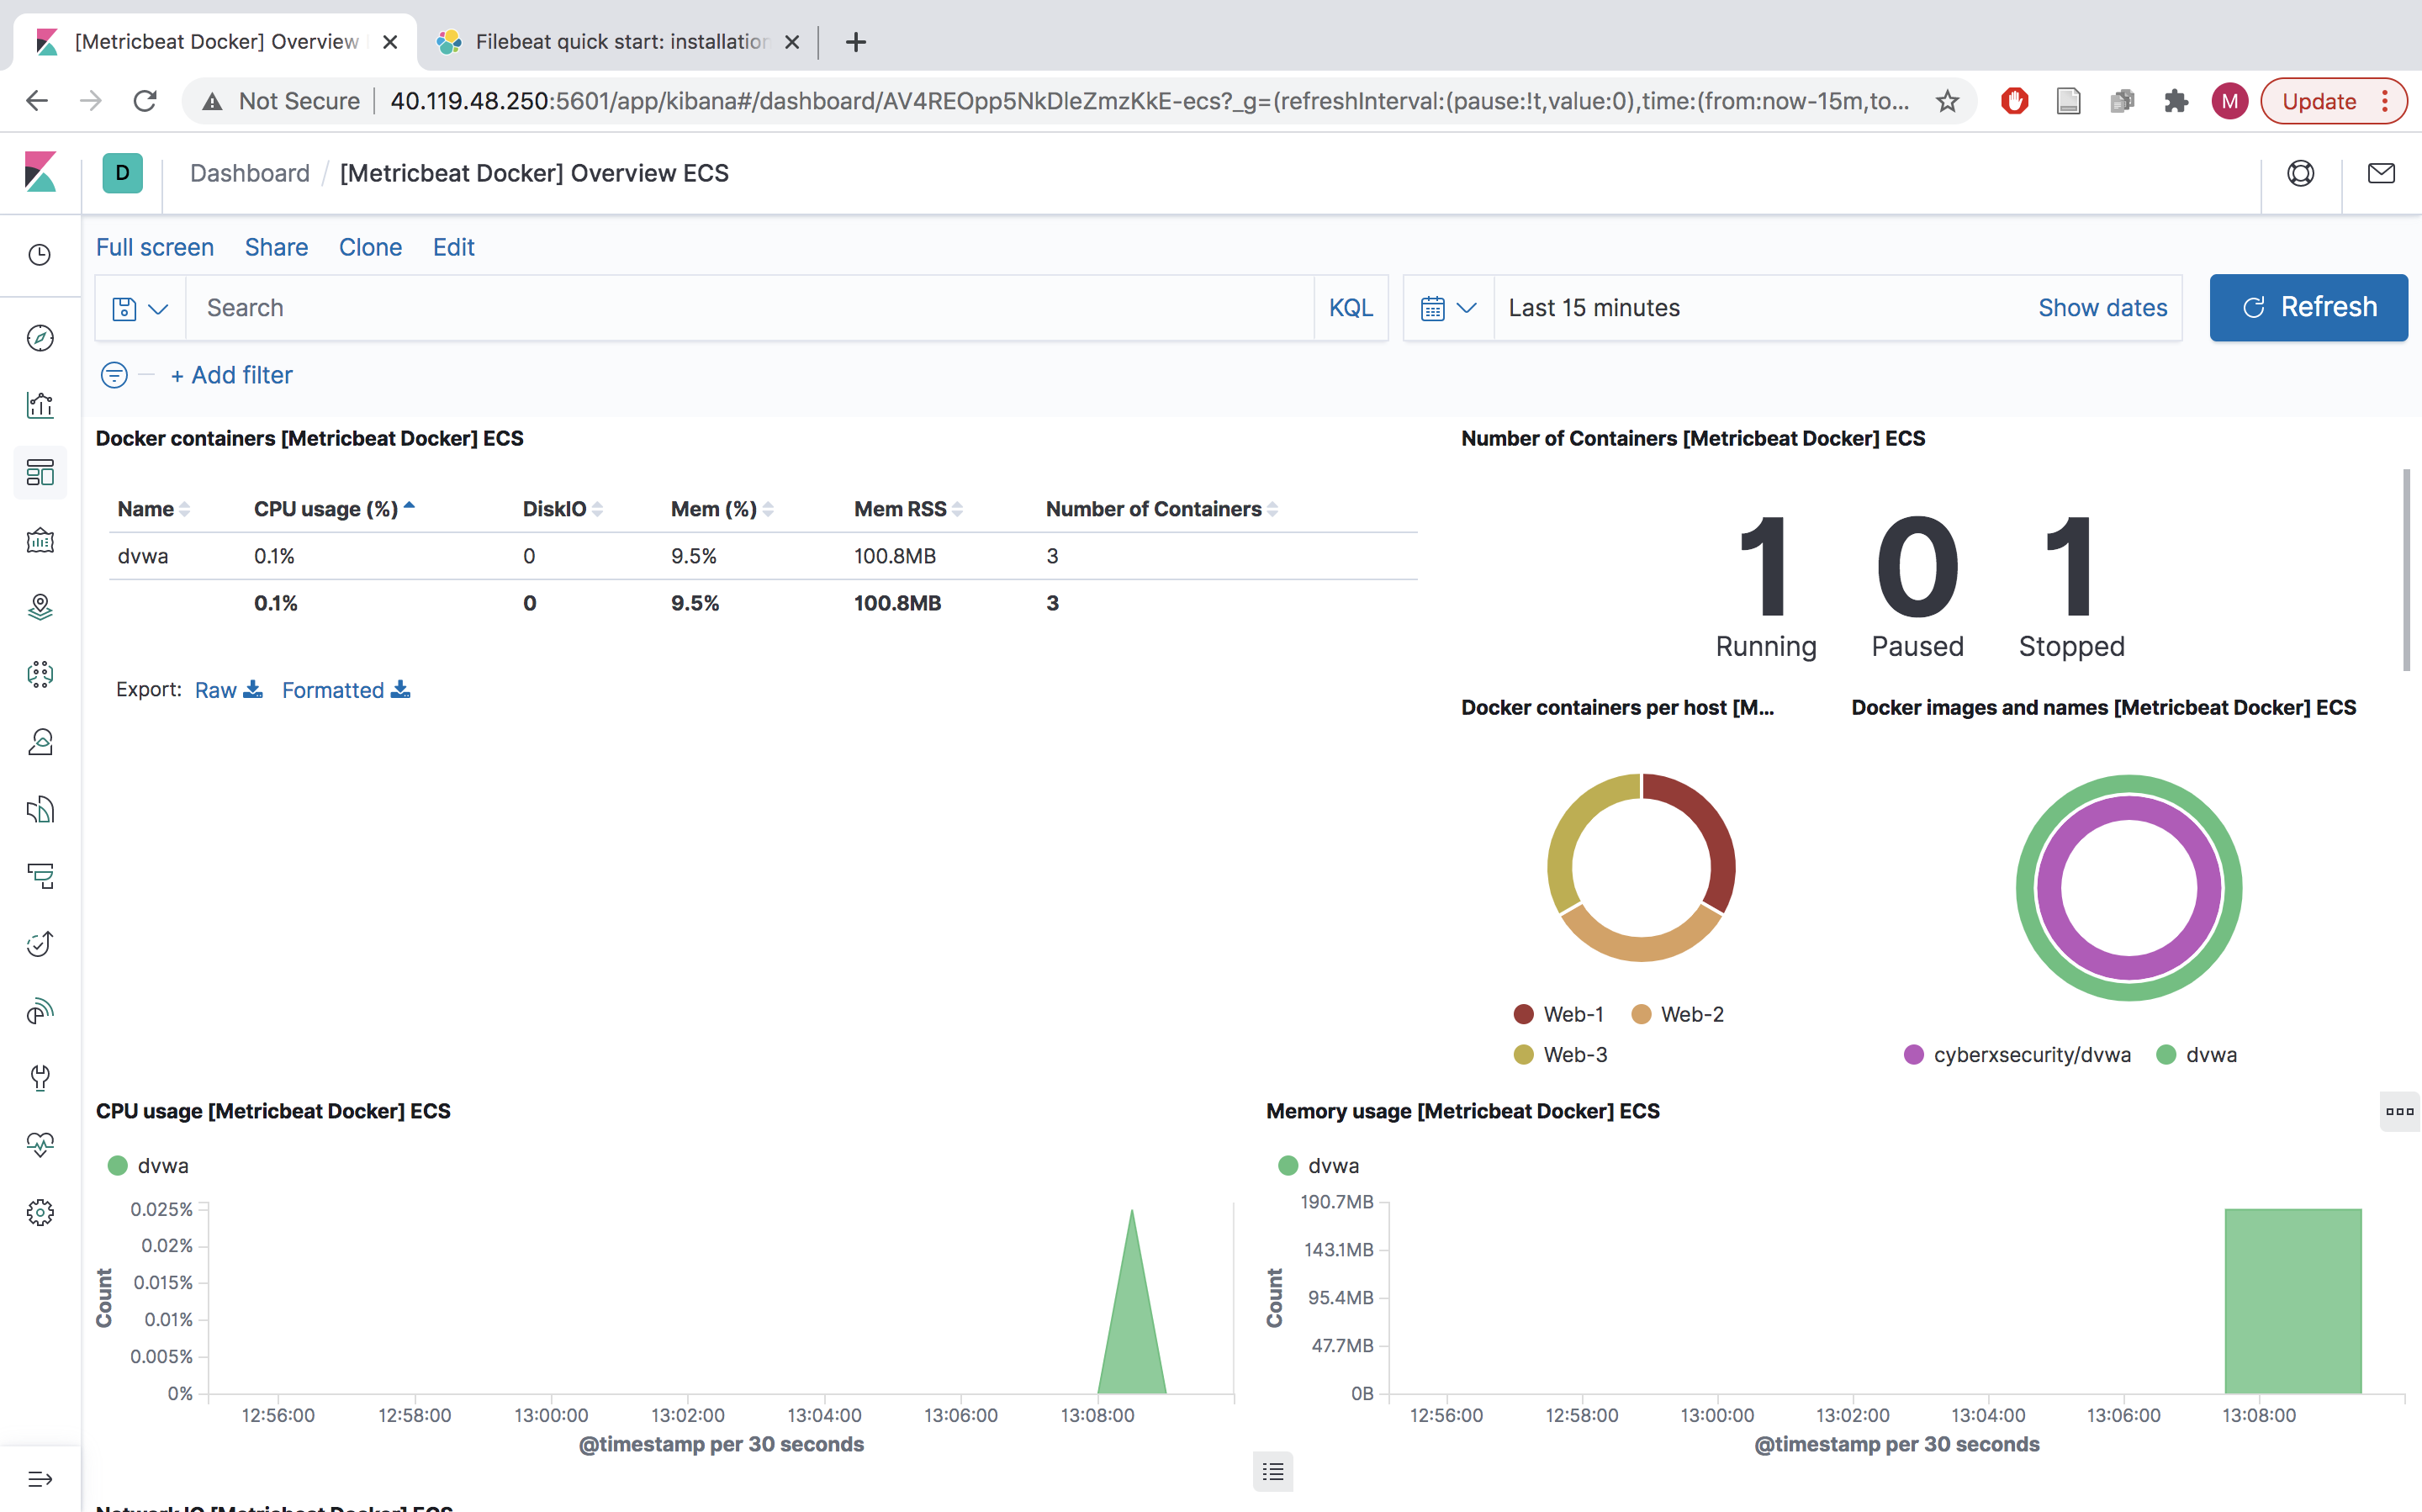 [Metricbeat Docker] Overview
Filebeat quick start: installation
Not Secure
40.119.48.250:5601/app/kibana#/dashboard/AV4REOpp5NkDleZmzKkE-ecs?_g=(refreshInterval:(pause:!t,value:0),time:(from:now-15m,to...
M
Update
D
Dashboard / [Metricbeat Docker] Overview ECS
Full screen Share Clone Edit
Search
KQL
Last 15 minutes
Show dates
Refresh
+ Add filter
Docker containers [Metricbeat Docker] ECS
Name CPU usage (%) DiskIO Mem (%) Mem RSS Number of Containers
dvwa 0.1% 0 9.5% 100.8MB 3
0.1% 0 9.5% 100.8MB 3
Export: Raw Formatted
Number of Containers [Metricbeat Docker] ECS
1 0 1
Running Paused Stopped
Docker containers per host [M...
Web-1 Web-2
Web-3
Docker images and names [Metricbeat Docker] ECS
cyberxsecurity/dvwa dvwa
CPU usage [Metricbeat Docker] ECS
dvwa
0.025%
0.02%
0.015%
0.01%
0.005%
0%
Count
12:56:00 12:58:00 13:00:00 13:02:00 13:04:00 13:06:00 13:08:00
@timestamp per 30 seconds
Memory usage [Metricbeat Docker] ECS
dvwa
190.7MB
143.1MB
95.4MB
47.7MB
0B
Count
12:56:00 12:58:00 13:00:00 13:02:00 13:04:00 13:06:00 13:08:00
@timestamp per 30 seconds
Network IO [Metricbeat Docker] ECS